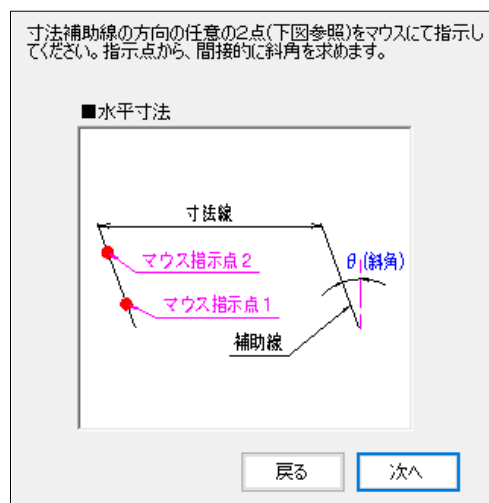 寸法補助線の方向の任意の2点(下図参照)をマウスにて指示し
てください。指示点から、間接的に斜角を求めます。
■水平寸法
寸法線
マウス指示点2
θ(斜角)
マウス指示点1
補助線
戻る
次へ